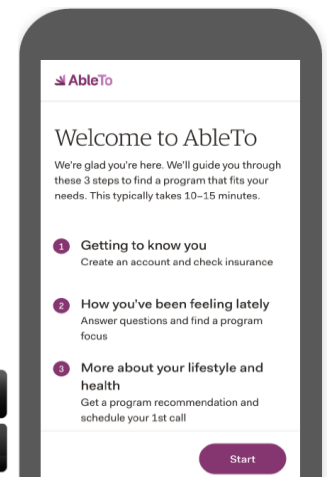 AbleTo
Welcome to AbleTo
We're glad you're here. We'll guide you through
these 3 steps to find a program that fits your
needs. This typically takes 10–15 minutes.
1 Getting to know you
Create an account and check insurance
2 How you've been feeling lately
Answer questions and find a program
focus
3 More about your lifestyle and
health
Get a program recommendation and
schedule your 1st call
Start